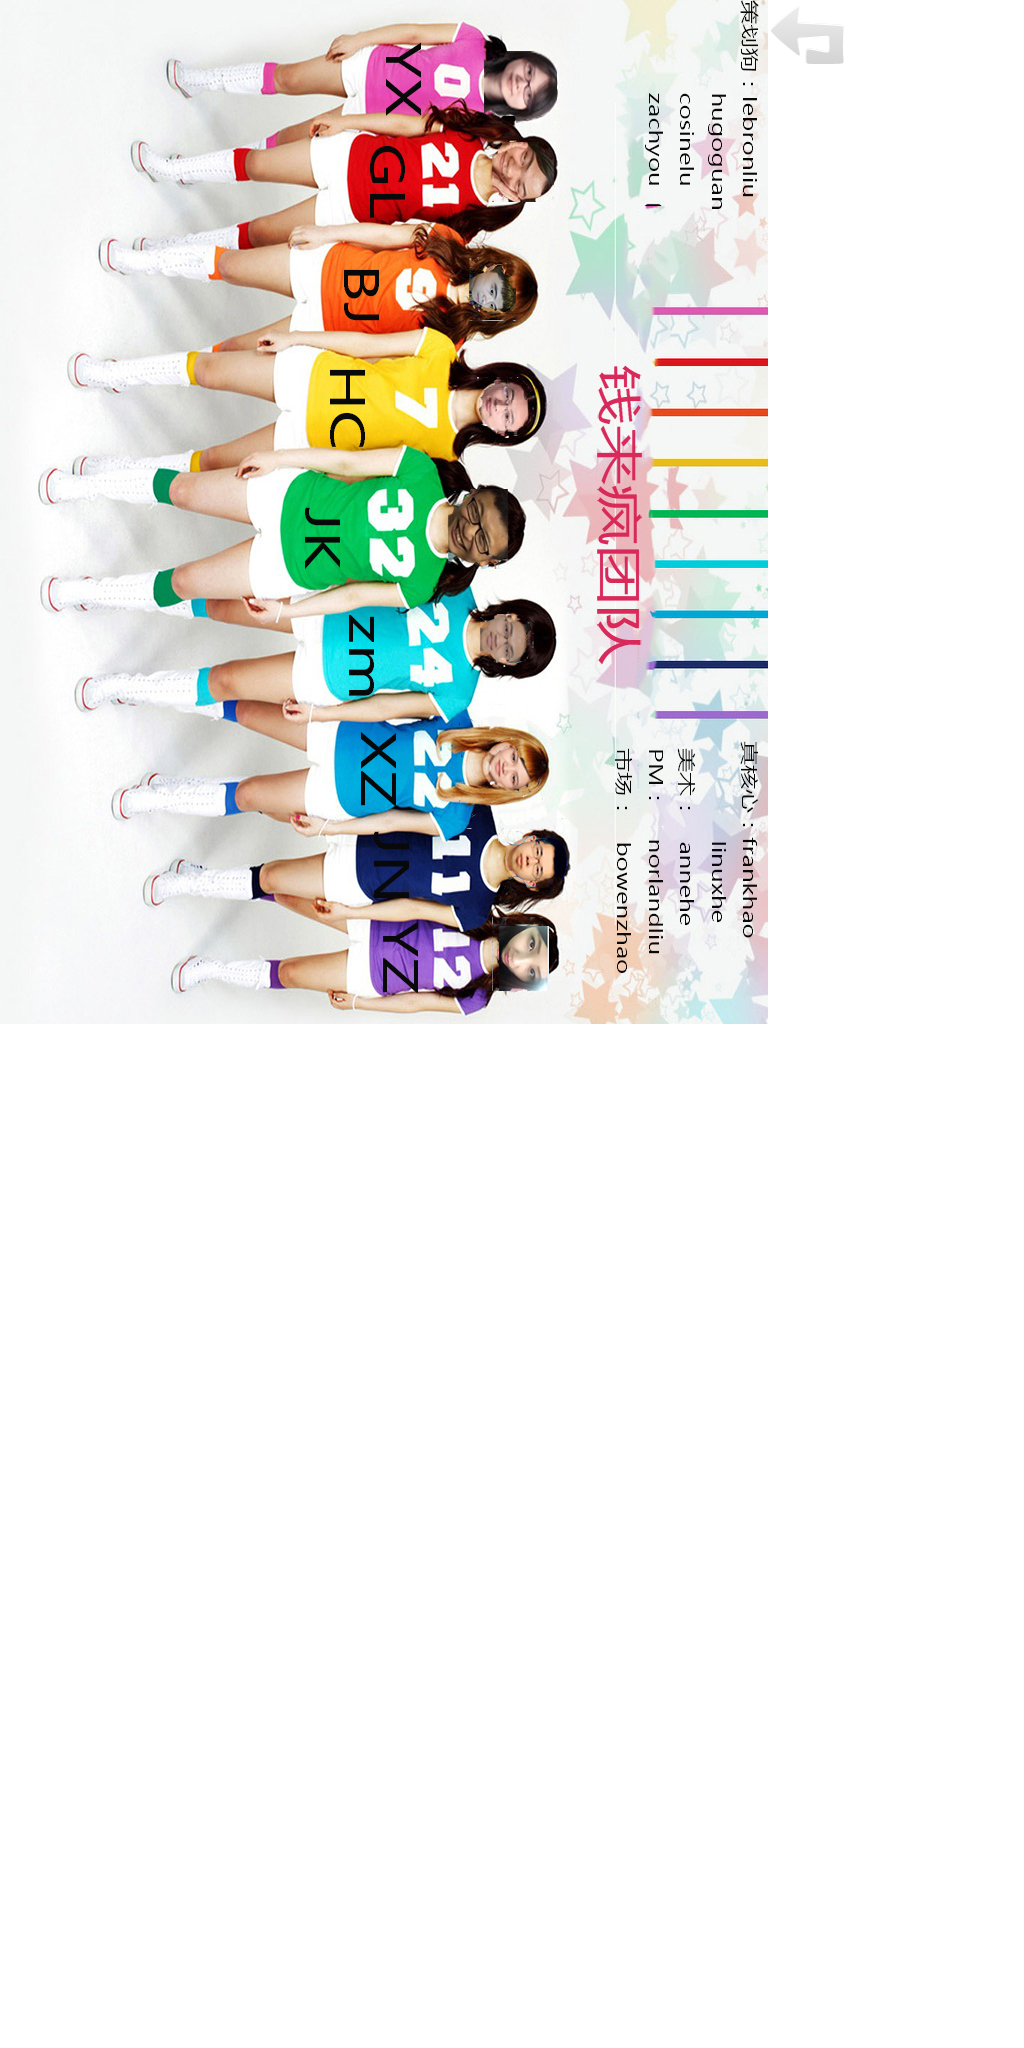 策划狗：lebronliu
hugoguan
cosinelu
zachyou (
真核心：frankhao
linuxhe
美术： annehe
PM： norlandliu
市场： bowenzhao
钱来疯团队
0
21
9
7
32
24
22
11
12
YX
GL
BJ
HC
JK
zm
XZ
JN
YZ